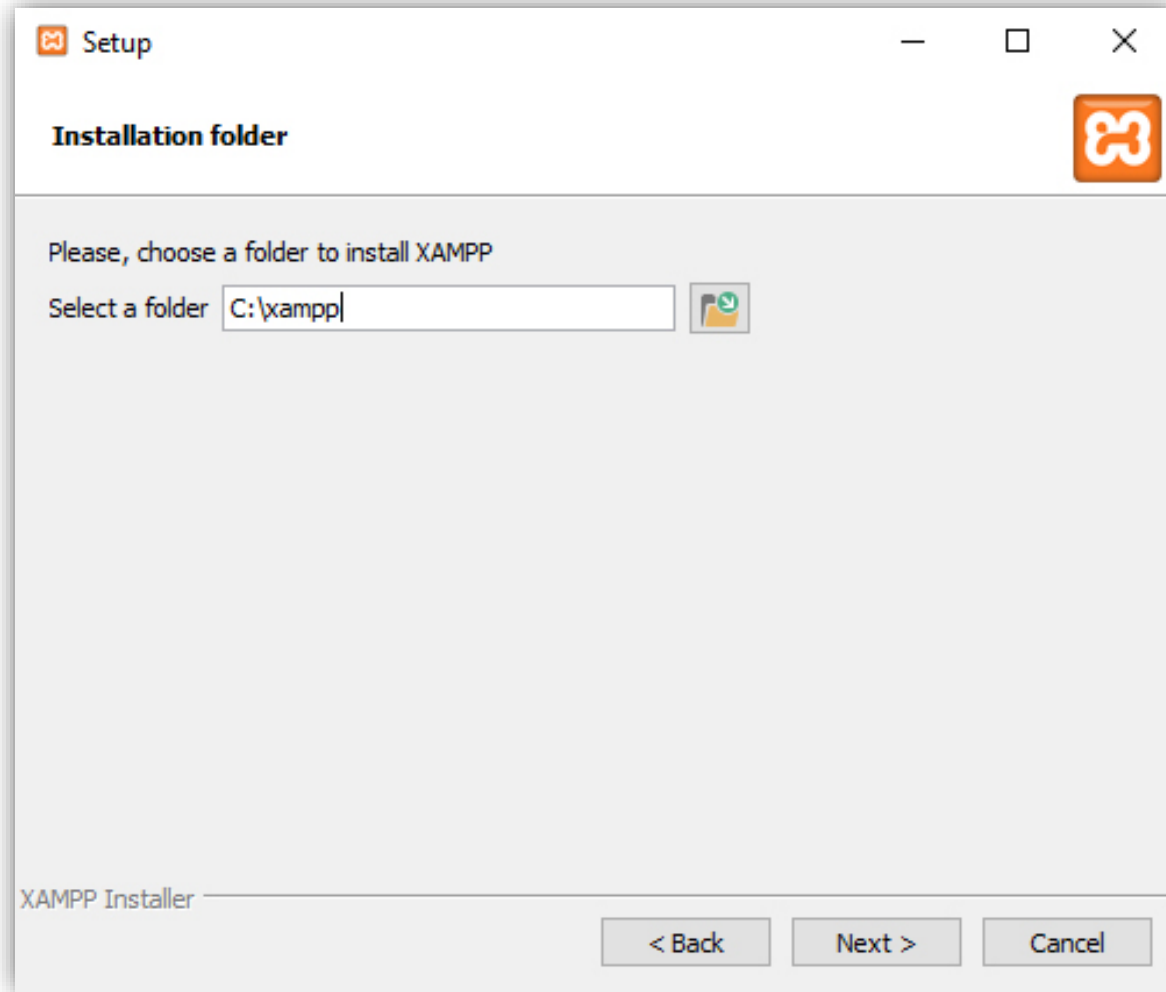 Setup
Installation folder
Please, choose a folder to install XAMPP
Select a folder C:\xampp
XAMPP Installer
< Back Next > Cancel